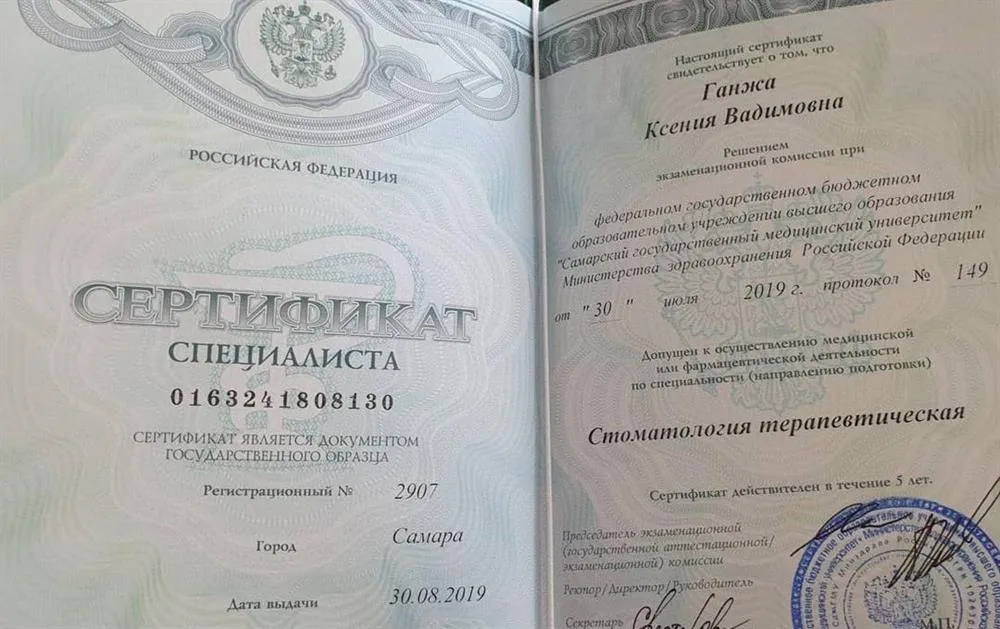 РОССИЙСКАЯ ФЕДЕРАЦИЯ
СЕРТИФИКАТ
СПЕЦИАЛИСТА
0163241808130
СЕРТИФИКАТ ЯВЛЯЕТСЯ ДОКУМЕНТОМ
ГОСУДАРСТВЕННОГО ОБРАЗЦА
Регистрационный № 2907
Город Самара
Дата выдачи 30.08.2019
Настоящий сертификат
свидетельствует о том, что
Ганжа
Ксения Вадимовна
Решением
экзаменационной комиссии при
федеральном государственном бюджетном
образовательном учреждении высшего образования
"Самарский государственный медицинский университет"
Министерства здравоохранения Российской Федерации
от "30" июля 2019 г. протокол № 149
Допущен к осуществлению медицинской
или фармацевтической деятельности
по специальности (направлению подготовки)
Стоматология терапевтическая
Сертификат действителен в течение 5 лет.
Председатель экзаменационной
(государственной аттестационной/
экзаменационной) комиссии
Ректор/Директор/Руководитель
Секретарь
М.П.